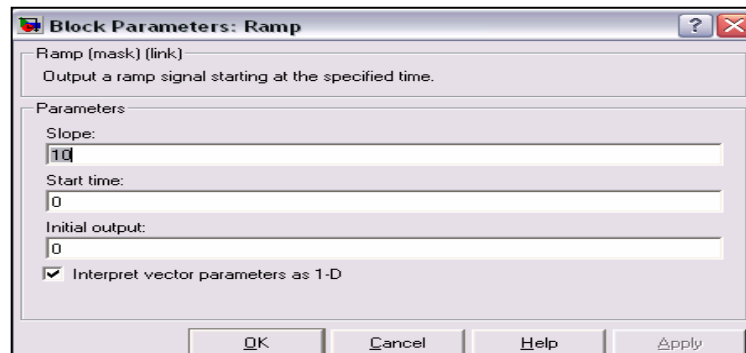 Block Parameters: Ramp
Ramp (mask) (link)
Output a ramp signal starting at the specified time.
Parameters
Slope:
10
Start time:
0
Initial output:
0
Interpret vector parameters as 1-D
OK Cancel Help Apply